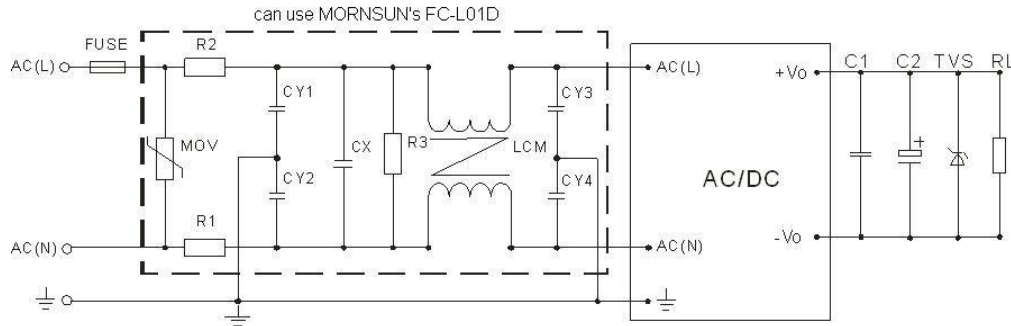 can use MORNSUN's FC-L01D
FUSE
R2
AC(L)
AC(L)
+Vo
C1
C2
TVS
RL
CY1
CY3
MOV
CX
R3
LCM
+
AC/DC
CY2
CY4
R1
AC(N)
AC(N)
-Vo